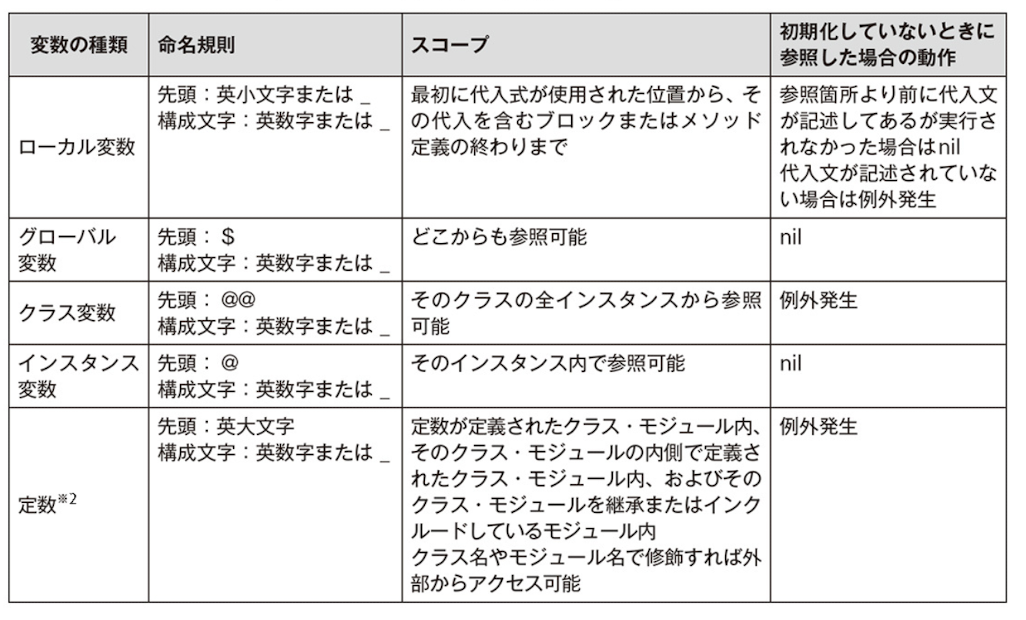 変数の種類
命名規則
スコープ
初期化していないときに
参照した場合の動作
ローカル変数
先頭：英小文字または _
構成文字：英数字または _
最初に代入式が使用された位置から、そ
の代入を含むブロックまたはメソッド
定義の終わりまで
参照箇所より前に代入文
が記述してあるが実行さ
れなかった場合はnil
代入文が記述されていな
い場合は例外発生
グローバル
変数
先頭： $
構成文字：英数字または _
どこからも参照可能
nil
クラス変数
先頭： @@
構成文字：英数字または _
そのクラスの全インスタンスから参照
可能
例外発生
インスタンス
変数
先頭： @
構成文字：英数字または _
そのインスタンス内で参照可能
nil
定数※2
先頭：英大文字
構成文字：英数字または _
定数が定義されたクラス・モジュール内、
そのクラス・モジュールの内側で定義さ
れたクラス・モジュール内、およびその
クラス・モジュールを継承またはインク
ルードしているモジュール内
クラス名やモジュール名で修飾すれば外
部からアクセス可能
例外発生